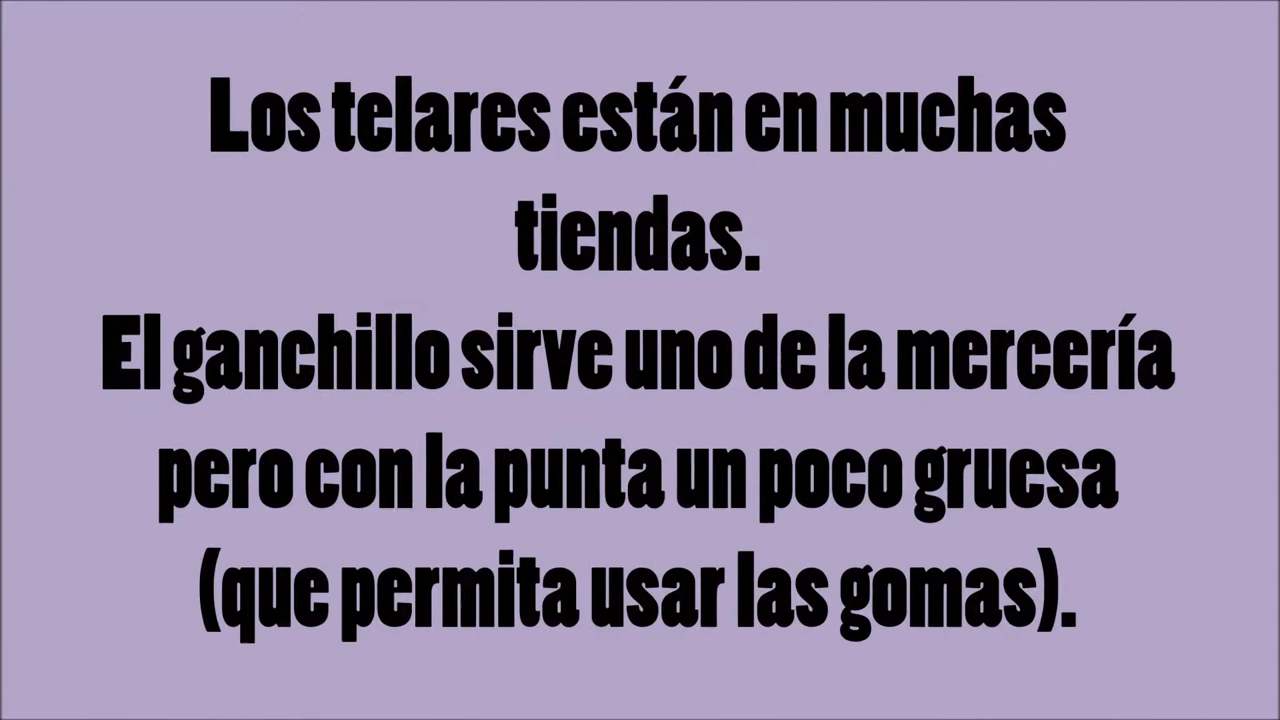 Los telares están en muchas
tiendas.
El ganchillo sirve uno de la mercería
pero con la punta un poco gruesa
(que permita usar las gomas).